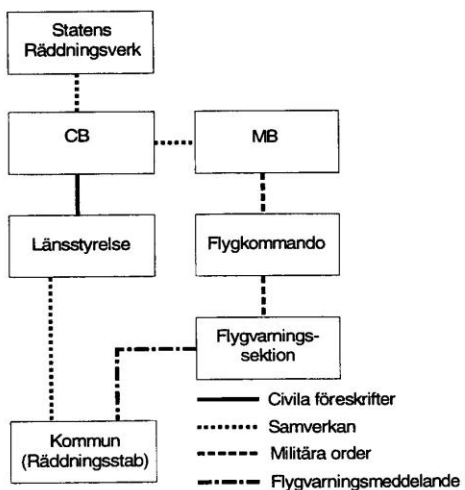 Statens
Räddningsverk
CB
MB
Länsstyrelse
Flygkommando
Flygvarnings-
sektion
Kommun
(Räddningsstab)
Civila föreskrifter
Samverkan
Militära order
Flygvarningsmeddelande